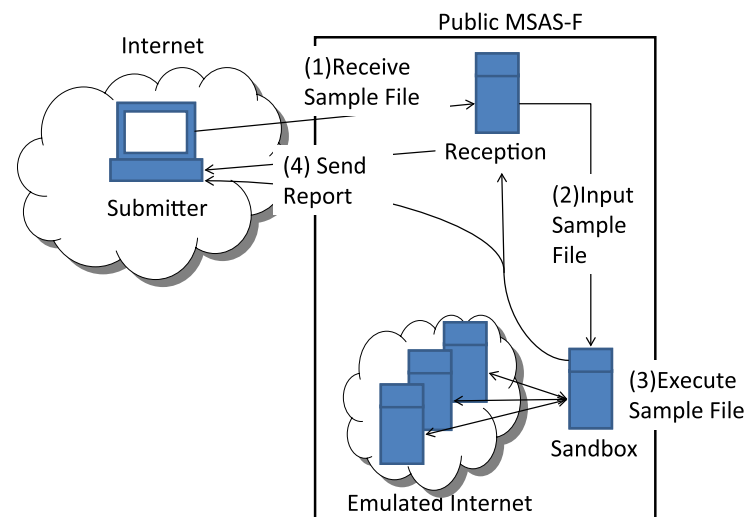 Public MSAS-F
Internet
(1)Receive
Sample File
Reception
(4) Send
Report
Submitter
(2)Input
Sample
File
(3)Execute
Sample File
Sandbox
Emulated Internet